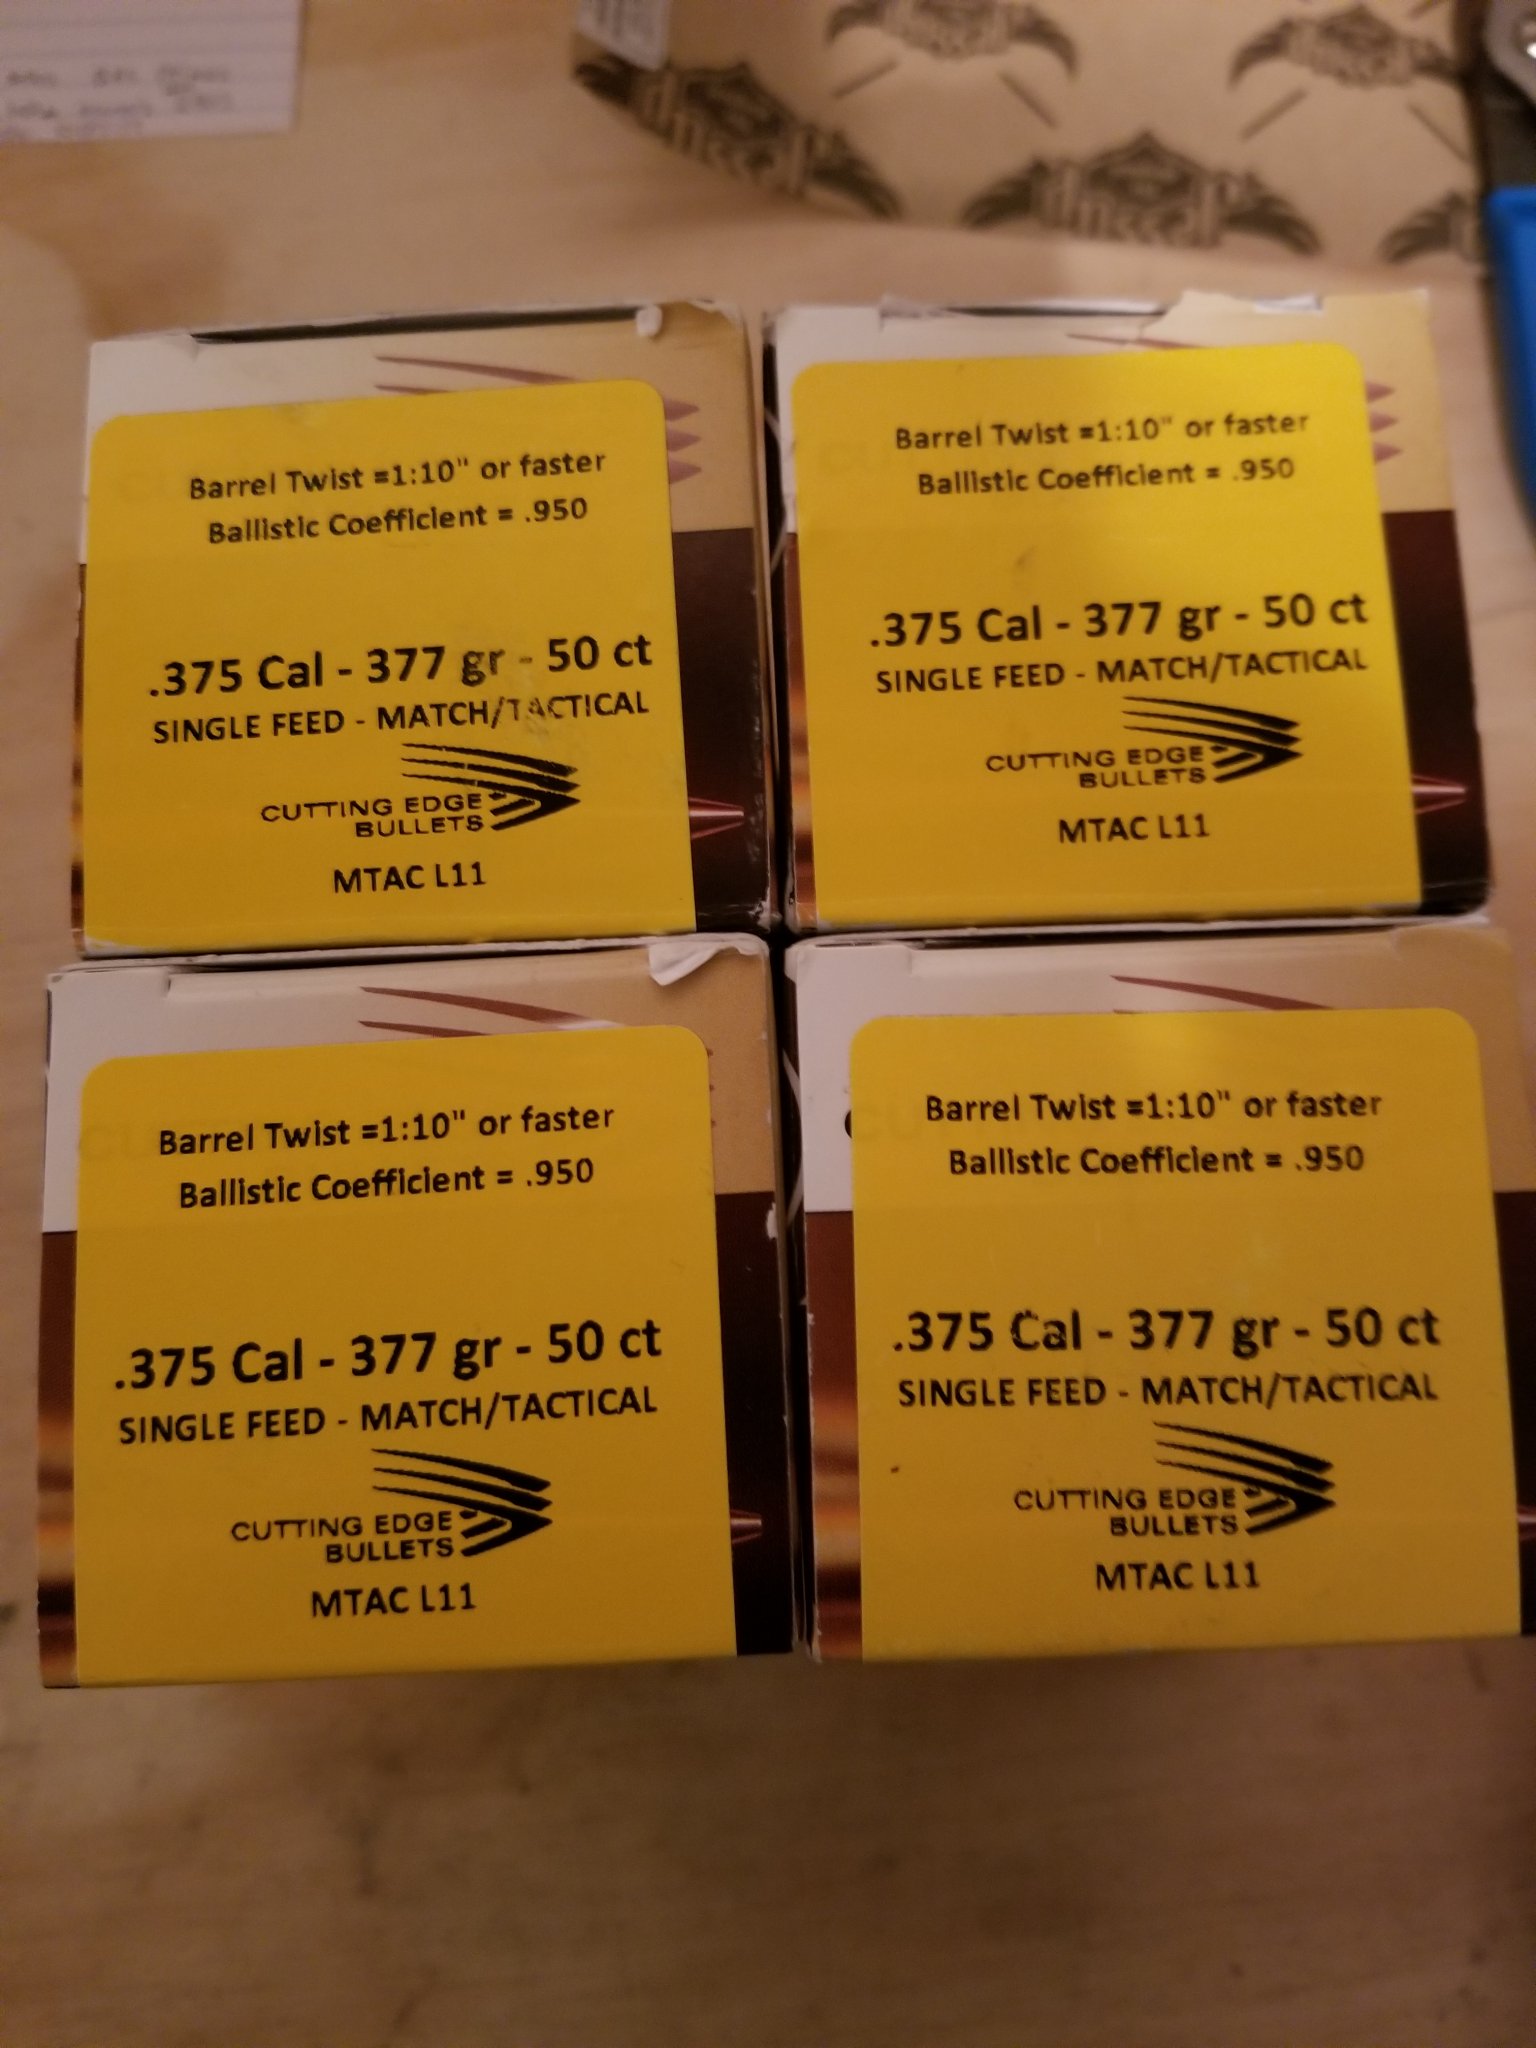 Barrel Twist =1:10" or faster
Ballistic Coefficient = .950
.375 Cal - 377 gr - 50 ct
SINGLE FEED - MATCH/TACTICAL
CUTTING EDGE
BULLETS
MTAC L11
Barrel Twist =1:10" or faster
Ballistic Coefficient = .950
.375 Cal - 377 gr - 50 ct
SINGLE FEED - MATCH/TACTICAL
CUTTING EDGE
BULLETS
MTAC L11
Barrel Twist =1:10" or faster
Ballistic Coefficient = .950
.375 Cal - 377 gr - 50 ct
SINGLE FEED - MATCH/TACTICAL
CUTTING EDGE
BULLETS
MTAC L11
Barrel Twist =1:10" or faster
Ballistic Coefficient = .950
.375 Cal - 377 gr - 50 ct
SINGLE FEED - MATCH/TACTICAL
CUTTING EDGE
BULLETS
MTAC L11